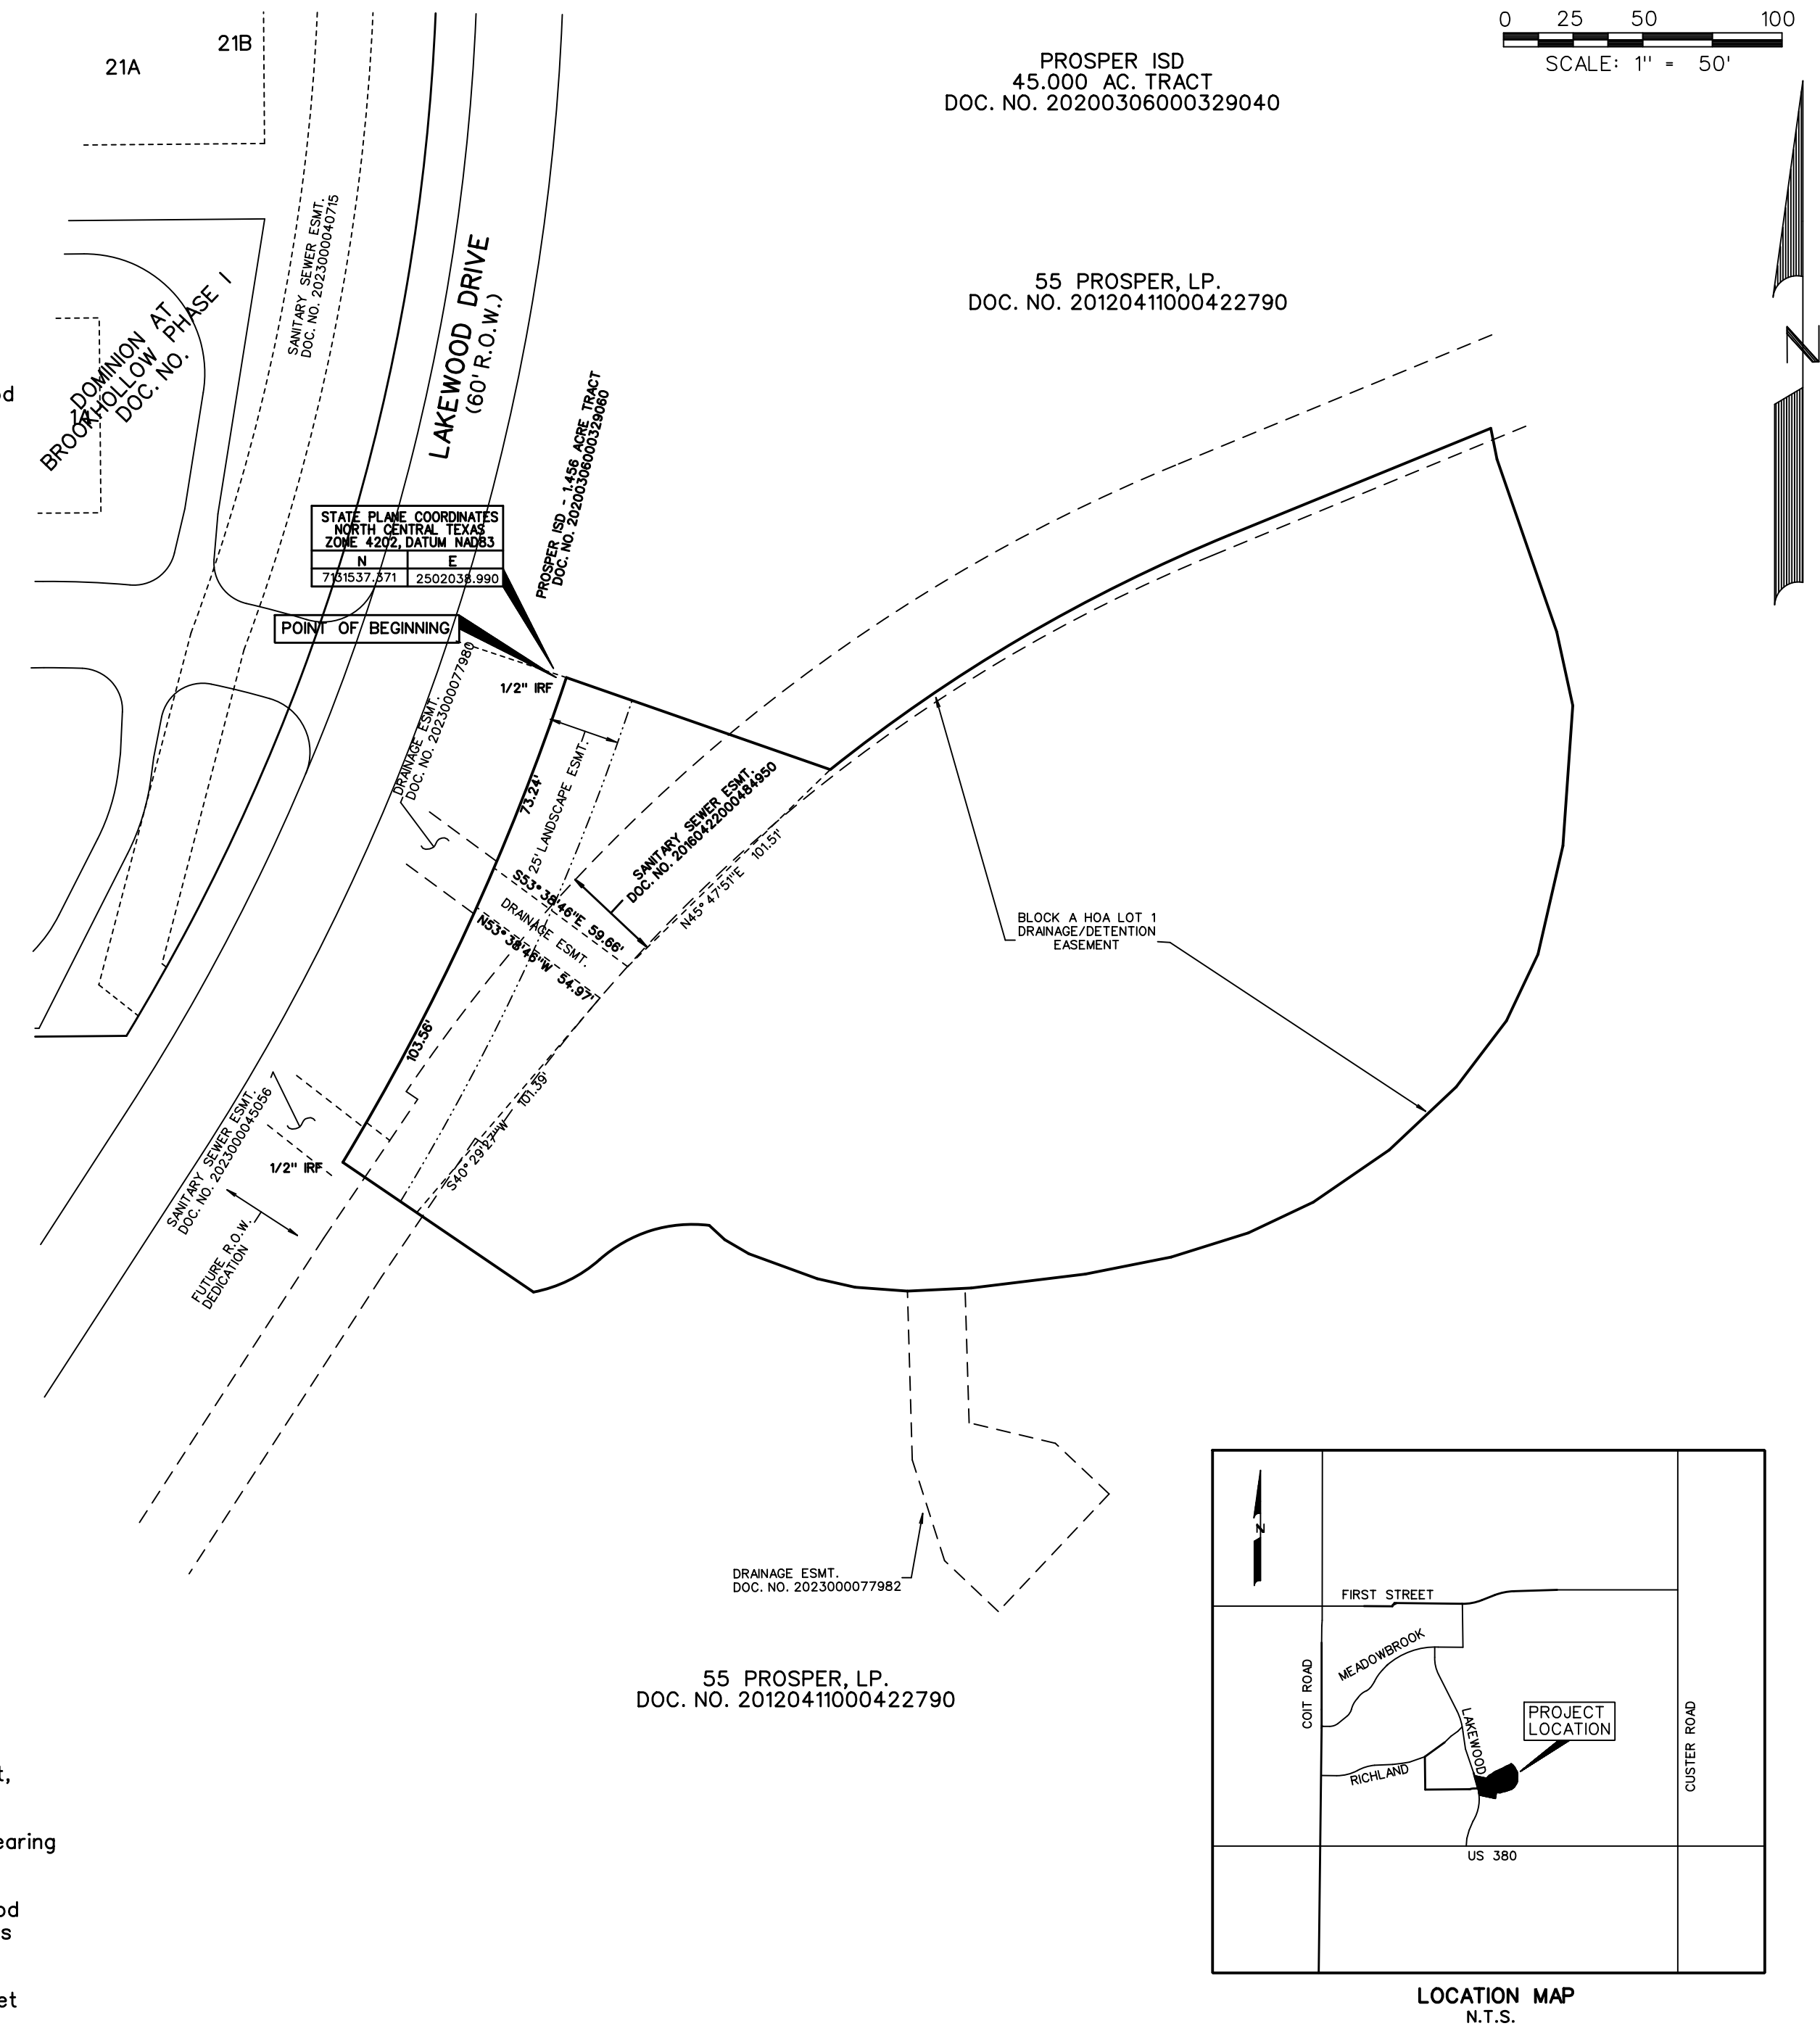 0 25 50 100
SCALE: 1" = 50'
21A
21B
PROSPER ISD
45.000 AC. TRACT
DOC. NO. 20200306000329040
55 PROSPER, LP.
DOC. NO. 20120411000422790
N
SANITARY SEWER ESMT.
DOC. NO. 2023000040715
LAKEWOOD DRIVE
(60' R.O.W.)
DOMINION AT
BROOKHOLLOW PHASE I
DOC. NO.
1A
od
PROSPER ISD - 1.456 ACRE TRACT
DOC. NO. 20200306000329060
STATE PLANE COORDINATES
NORTH CENTRAL TEXAS
ZONE 4202, DATUM NAD83
N E
7131537.371 2502038.990
POINT OF BEGINNING
1/2" IRF
DRAINAGE ESMT.
DOC. NO. 2023000077980
73.24'
25' LANDSCAPE ESMT.
SANITARY SEWER ESMT.
DOC. NO. 20160422000484950
N45°47'51"E 101.51'
S53°38'46"E 59.66'
DRAINAGE ESMT.
N53°38'46"W 54.97'
BLOCK A HOA LOT 1
DRAINAGE/DETENTION
EASEMENT
103.56'
S40°29'27"W 101.39'
SANITARY SEWER ESMT.
DOC. NO. 2023000045056
1/2" IRF
FUTURE R.O.W.
DEDICATION
DRAINAGE ESMT.
DOC. NO. 2023000077982
55 PROSPER, LP.
DOC. NO. 20120411000422790
t,
earing
od
s
et
N
FIRST STREET
MEADOWBROOK
COIT ROAD
LAKEWOOD
PROJECT
LOCATION
RICHLAND
CUSTER ROAD
US 380
LOCATION MAP
N.T.S.